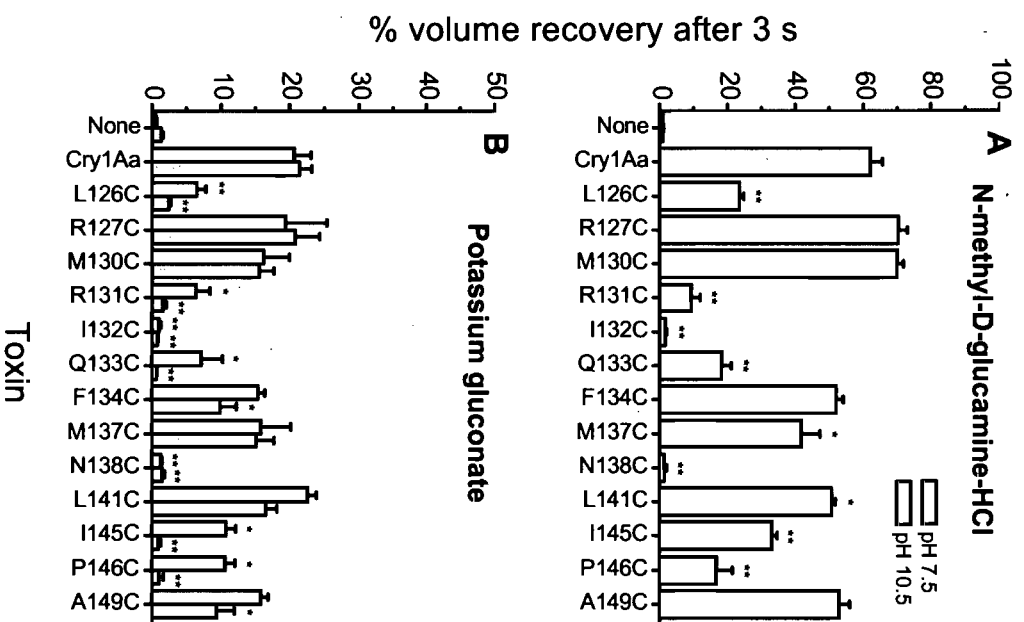 % volume recovery after 3 s
A
N-methyl-D-glucamine-HCl
100
80
60
40
20
0
pH 7.5
pH 10.5
None
Cry1Aa
L126C
R127C
M130C
R131C
I132C
Q133C
F134C
M137C
N138C
L141C
I145C
P146C
A149C
**
**
**
**
*
**
*
**
**
B
Potassium gluconate
50
40
30
20
10
0
None
Cry1Aa
L126C
R127C
M130C
R131C
I132C
Q133C
F134C
M137C
N138C
L141C
I145C
P146C
A149C
**
**
*
**
**
**
*
**
*
**
**
*
**
*
**
*
Toxin